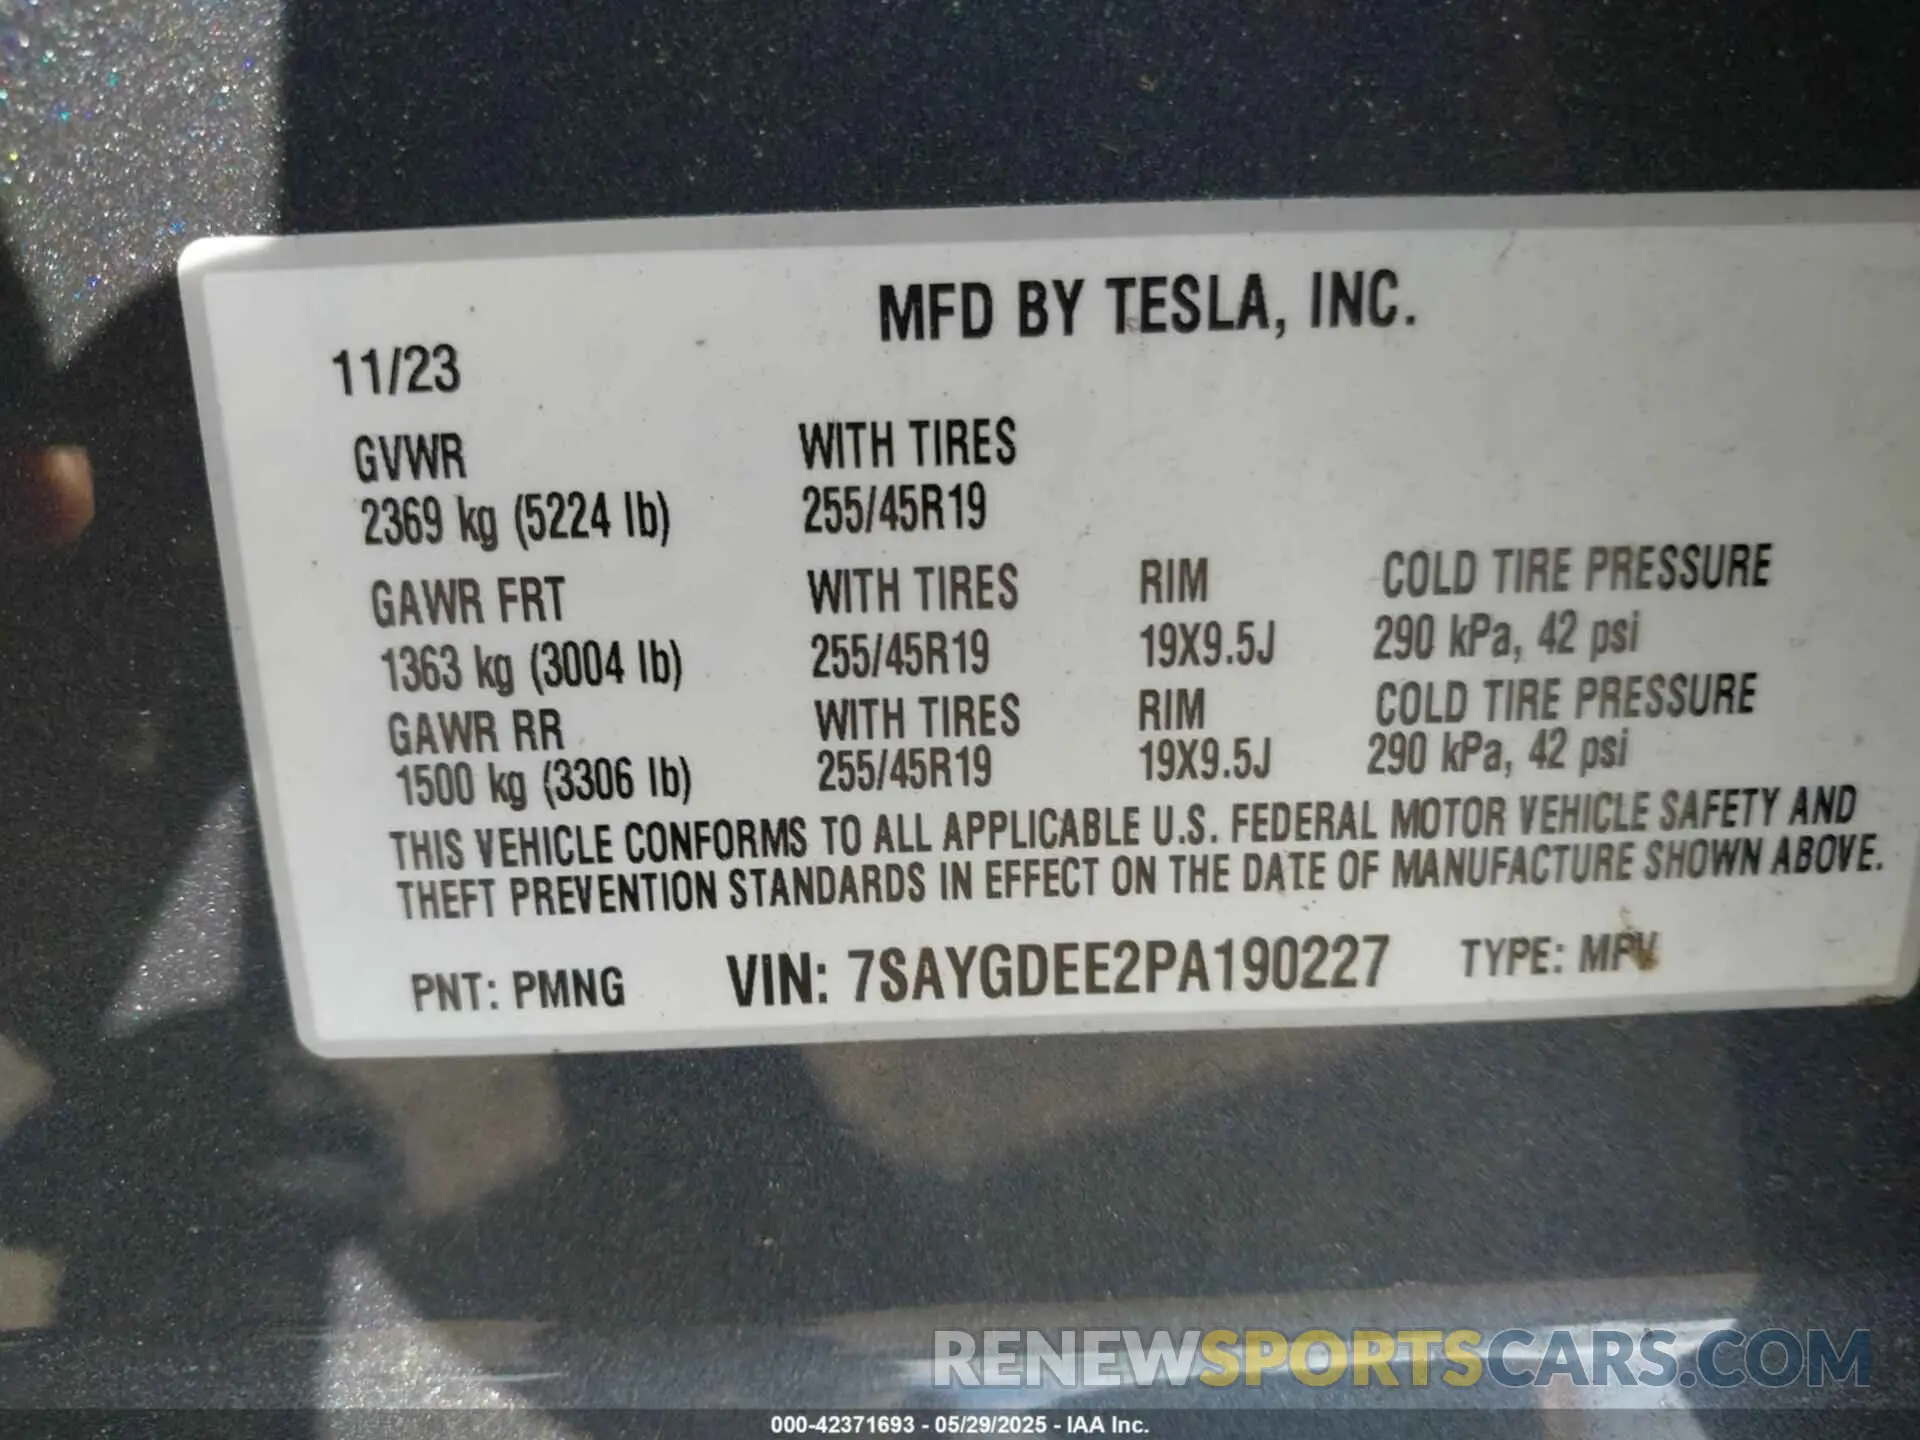 MFD BY TESLA, INC.
11/23
GVWR WITH TIRES
2369 kg (5224 lb) 255/45R19
GAWR FRT WITH TIRES RIM COLD TIRE PRESSURE
1363 kg (3004 lb) 255/45R19 19X9.5J 290 kPa, 42 psi
GAWR RR WITH TIRES RIM COLD TIRE PRESSURE
1500 kg (3306 lb) 255/45R19 19X9.5J 290 kPa, 42 psi
THIS VEHICLE CONFORMS TO ALL APPLICABLE U.S. FEDERAL MOTOR VEHICLE SAFETY AND
THEFT PREVENTION STANDARDS IN EFFECT ON THE DATE OF MANUFACTURE SHOWN ABOVE.
PNT: PMNG VIN: 7SAYGDEE2PA190227 TYPE: MPV
RENEWSPORTSCARS.COM
000-42371693 - 05/29/2025 - IAA Inc.